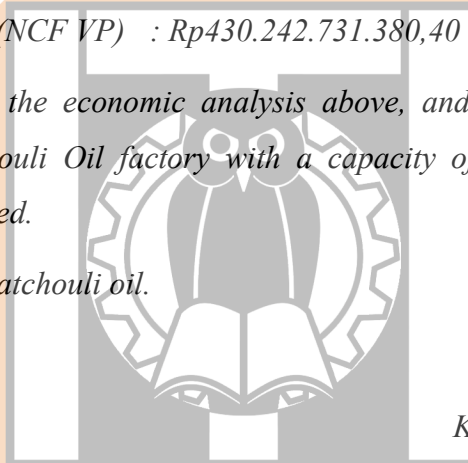 (NCF VP) : Rp430.242.731.380,40
the economic analysis above, and
ouli Oil factory with a capacity of
ed.
atchouli oil.
K